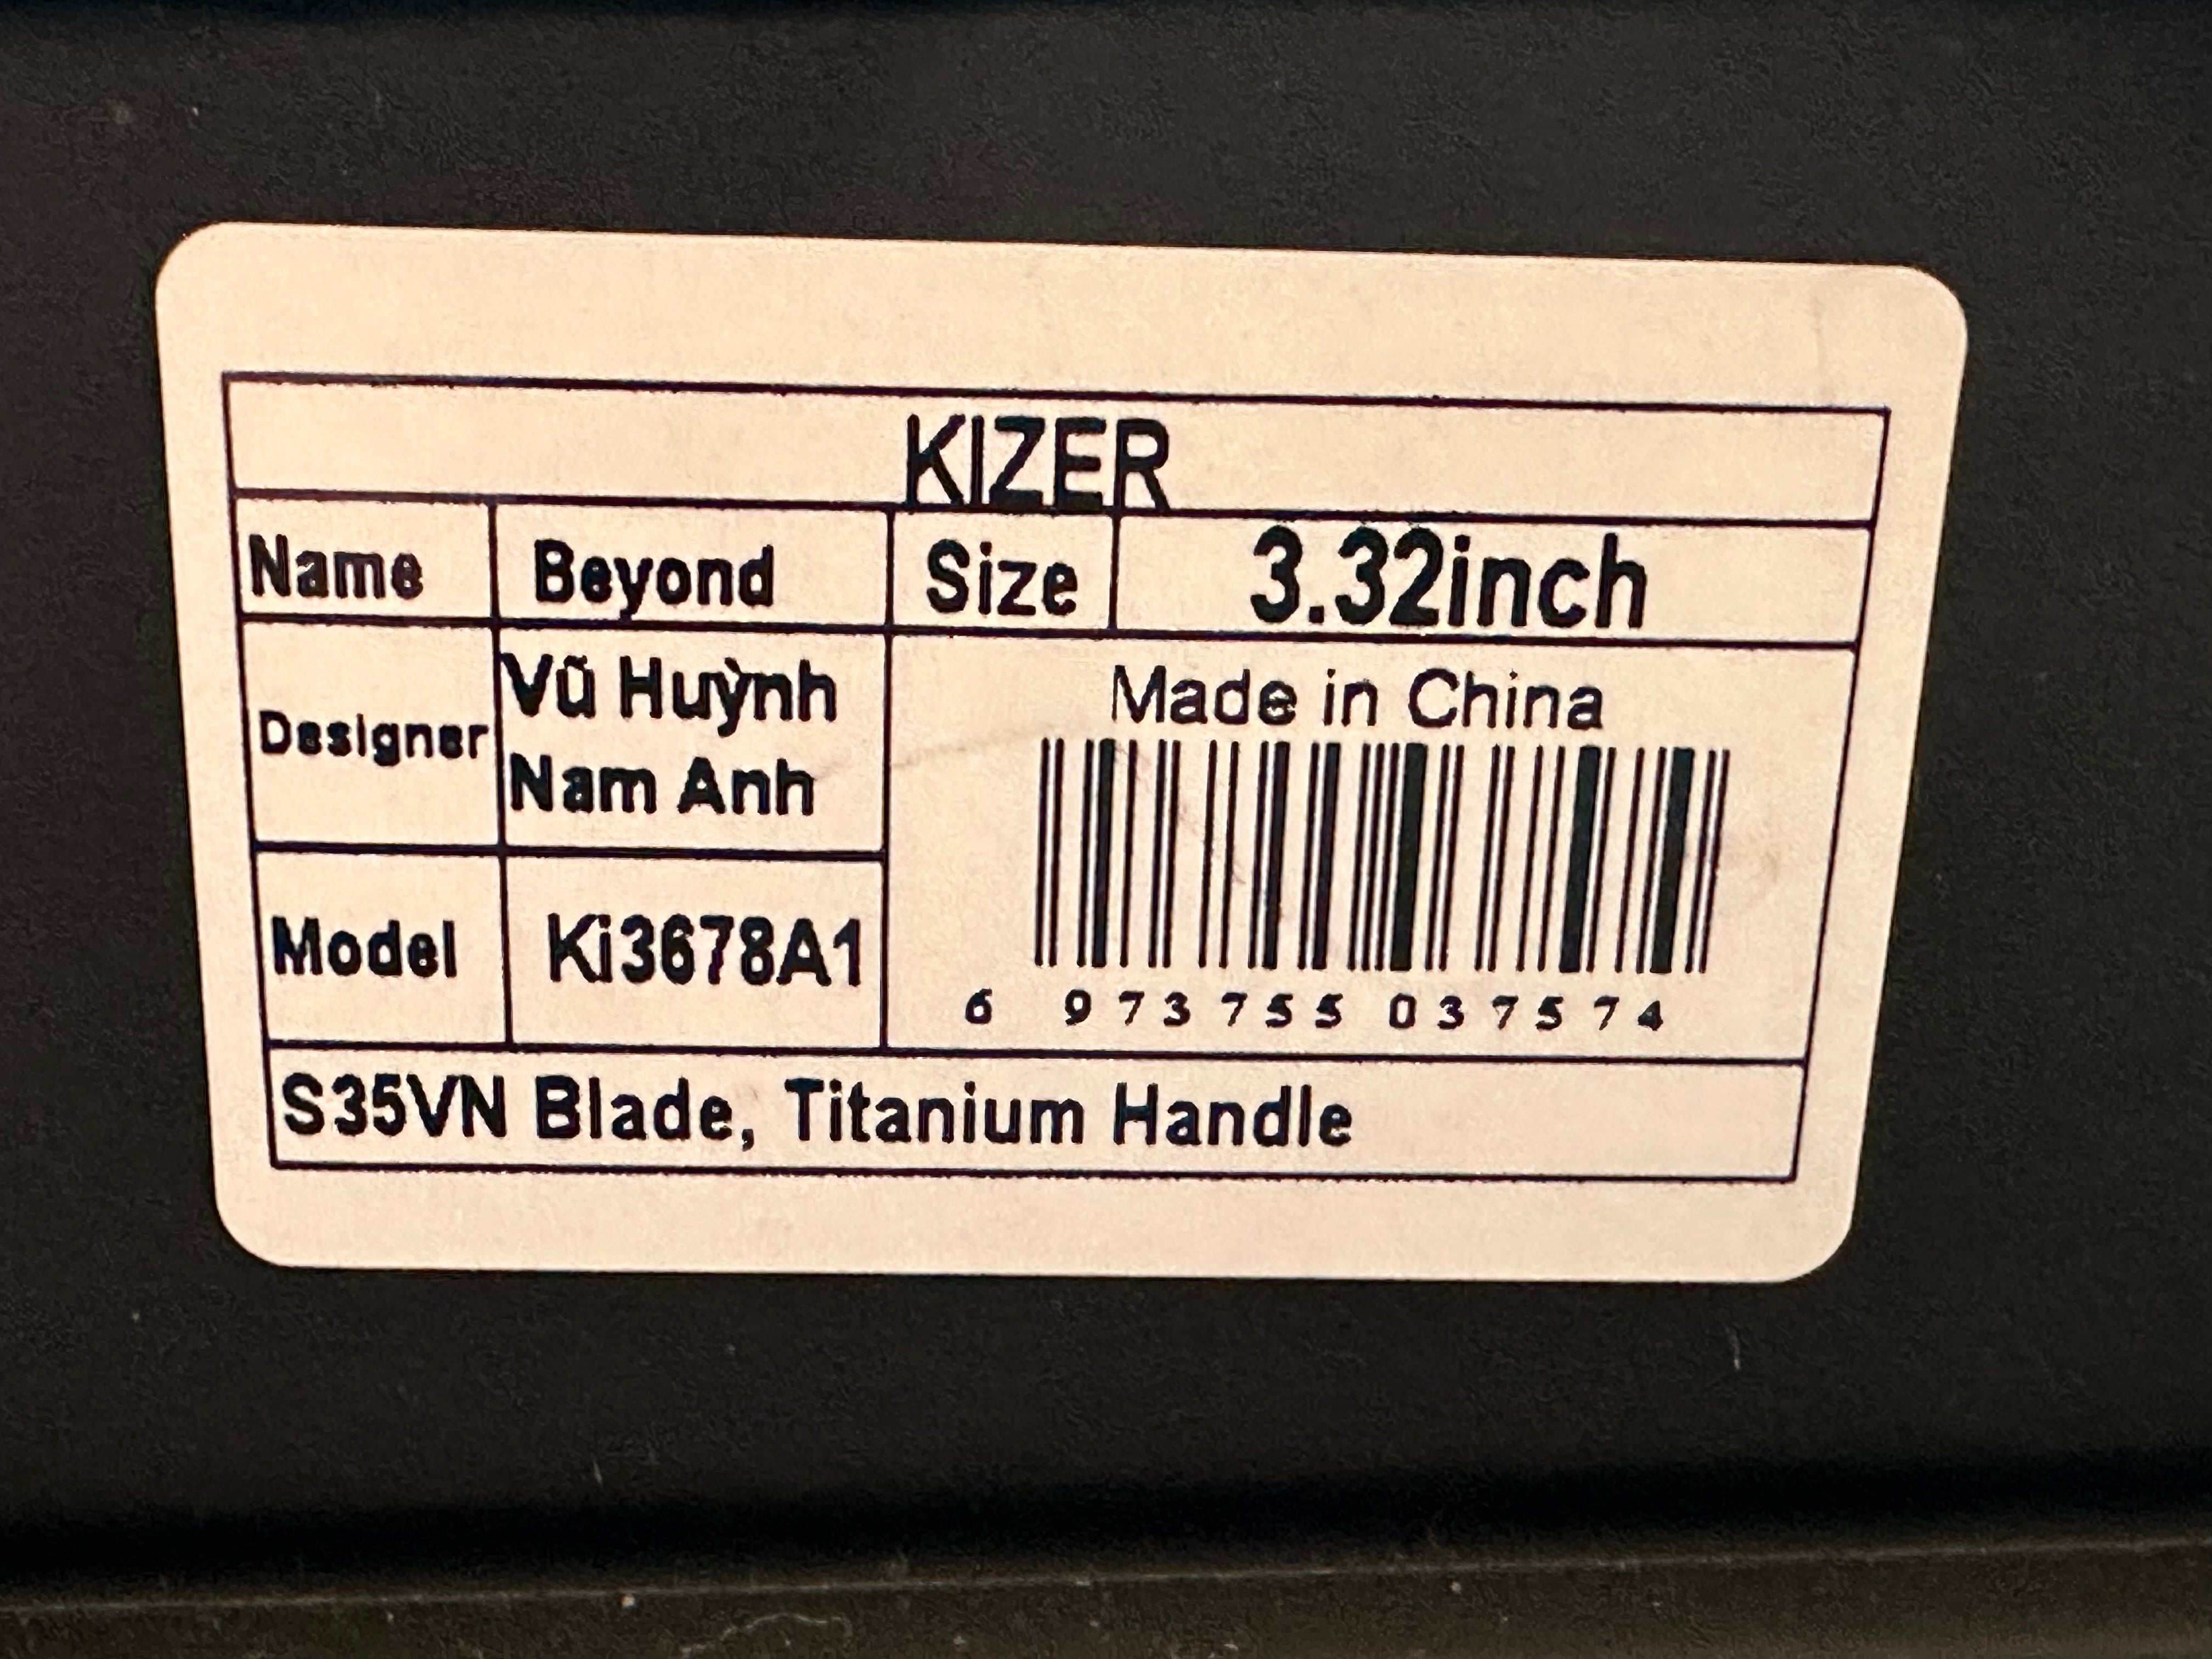 KIZER
Name Beyond Size 3.32inch
Designer Vũ Huỳnh
Nam Anh
Made in China
Model Ki3678A1
6 973755 037574
S35VN Blade, Titanium Handle